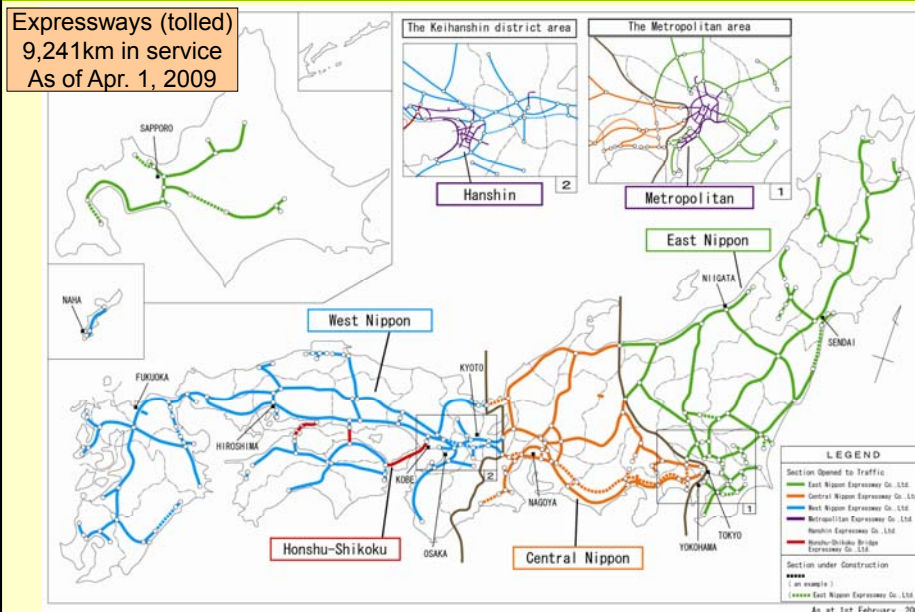 Expressways (tolled)
9,241km in service
As of Apr. 1, 2009
The Keihanshin district area
The Metropolitan area
SAPPORO
Hanshin
2
Metropolitan
1
East Nippon
NIIGATA
NAHA
West Nippon
SENDAI
KYOTO
FUKUOKA
HIROSHIMA
KOBE
2
NAGOYA
OSAKA
1
TOKYO
YOKOHAMA
Honshu-Shikoku
Central Nippon
LEGEND
Section Opened to Traffic
East Nippon Expressway Co.,Ltd.
Central Nippon Expressway Co.,Ltd.
West Nippon Expressway Co.,Ltd.
Metropolitan Expressway Co.,Ltd.
Hanshin Expressway Co.,Ltd.
Honshu-Shikoku Bridge
Expressway Co.,Ltd.
Section under Construction
( an example )
( East Nippon Expressway Co.,Ltd.
As at 1st February, 20